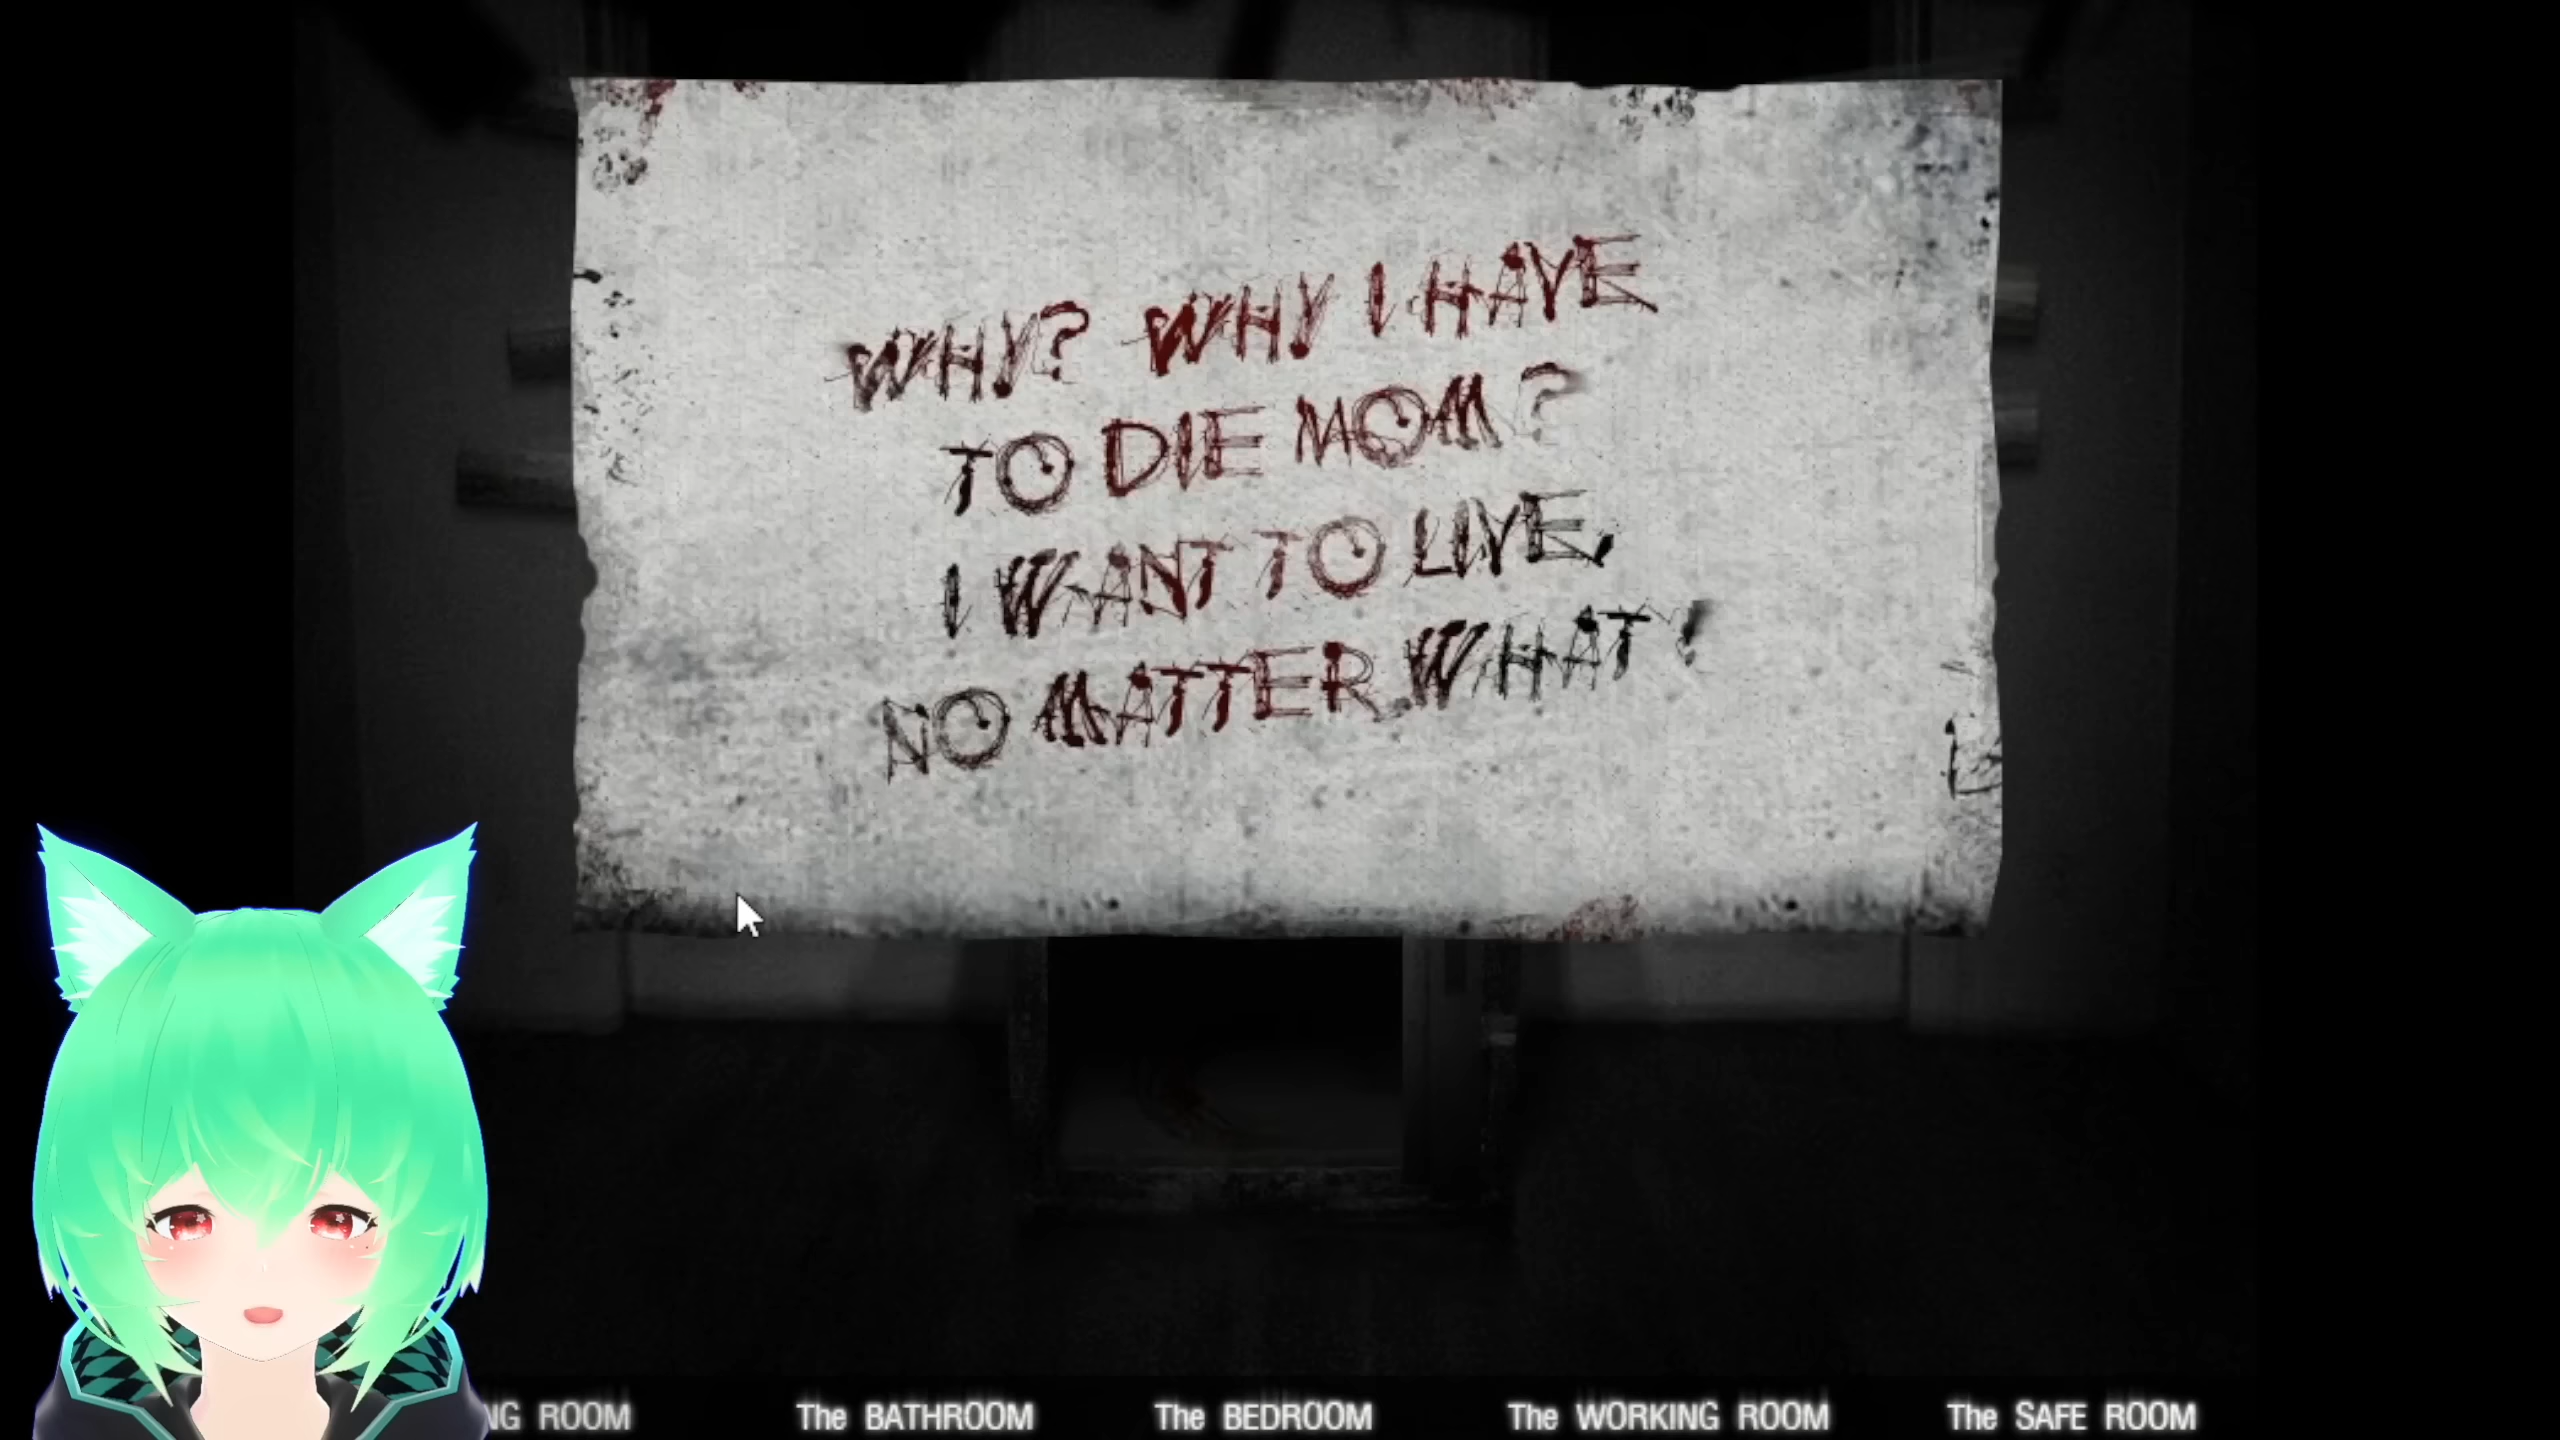 WHY? WHY I HAVE
TO DIE MOM?
I WANT TO LIVE,
NO MATTER WHAT!
NG ROOM The BATHROOM The BEDROOM The WORKING ROOM The SAFE ROOM